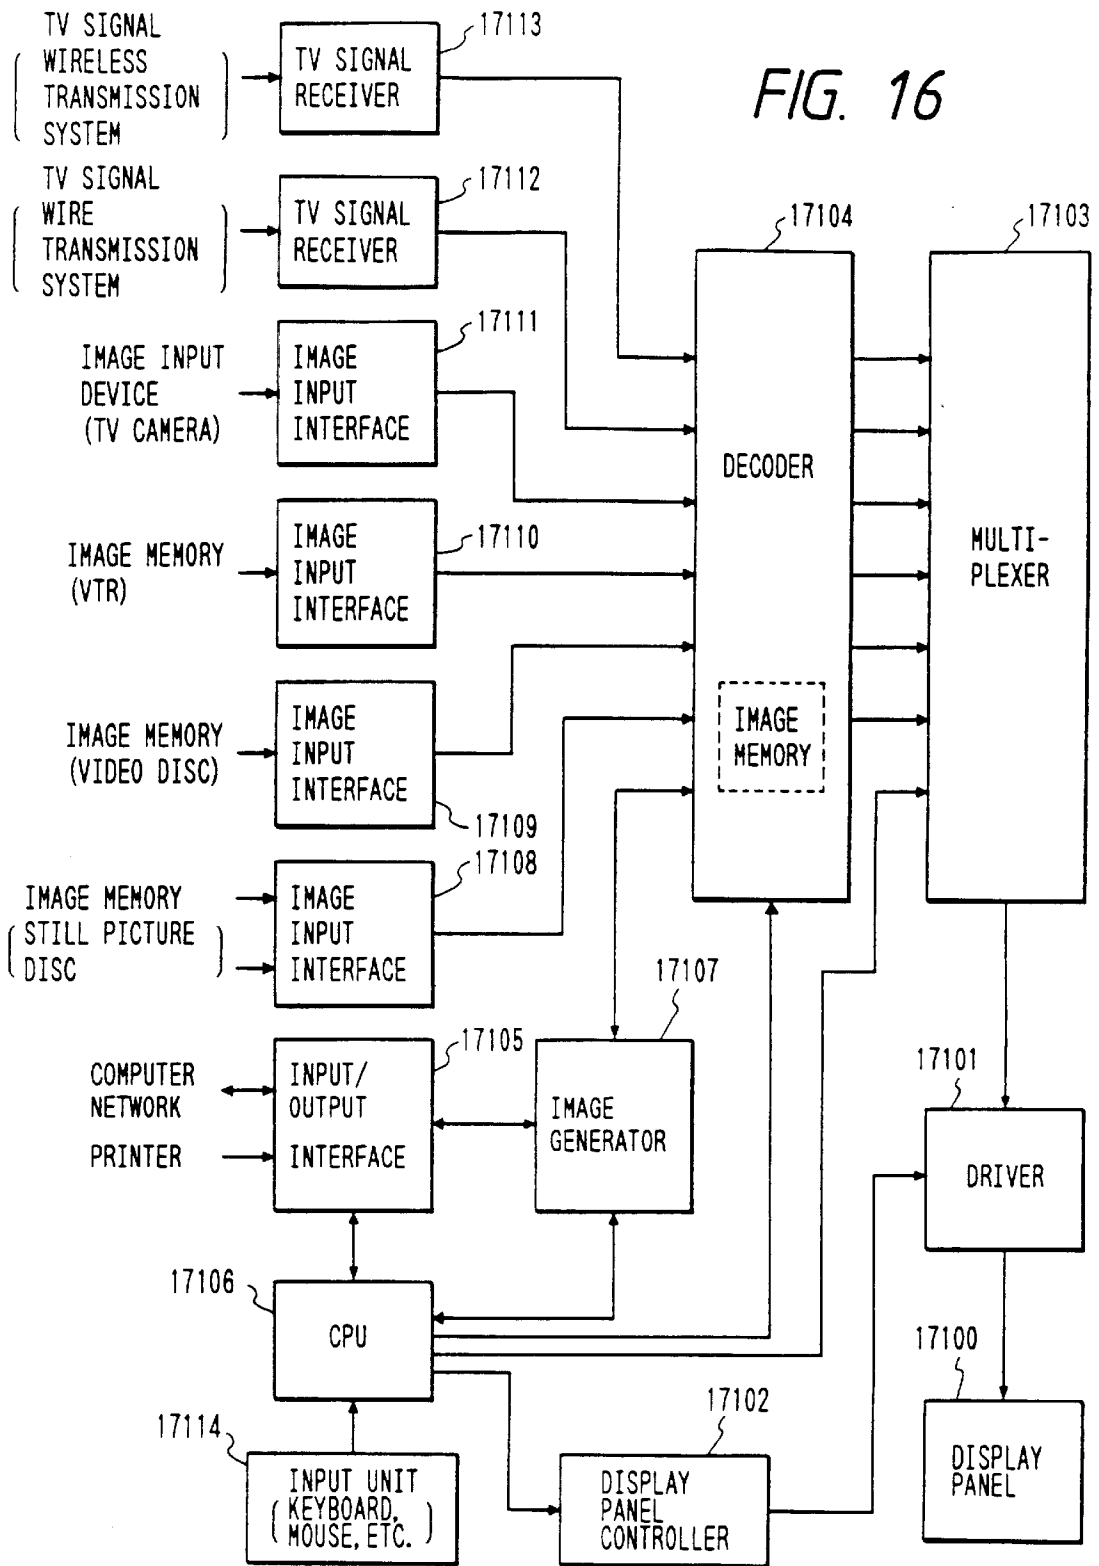 FIG. 16
TV SIGNAL
WIRELESS
TRANSMISSION
SYSTEM
17113
TV SIGNAL
RECEIVER
TV SIGNAL
WIRE
TRANSMISSION
SYSTEM
17112
TV SIGNAL
RECEIVER
IMAGE INPUT
DEVICE
(TV CAMERA)
17111
IMAGE
INPUT
INTERFACE
IMAGE MEMORY
(VTR)
17110
IMAGE
INPUT
INTERFACE
IMAGE MEMORY
(VIDEO DISC)
IMAGE
INPUT
INTERFACE
17109
IMAGE MEMORY
STILL PICTURE
DISC
17108
IMAGE
INPUT
INTERFACE
17104
DECODER
IMAGE
MEMORY
17103
MULTI-
PLEXER
COMPUTER
NETWORK
PRINTER
17105
INPUT/
OUTPUT
INTERFACE
17107
IMAGE
GENERATOR
17101
DRIVER
17106
CPU
17100
DISPLAY
PANEL
17114
INPUT UNIT
KEYBOARD,
MOUSE, ETC.
17102
DISPLAY
PANEL
CONTROLLER